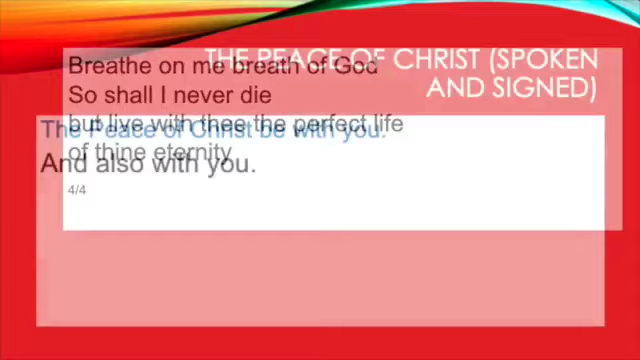 THE PEACE OF CHRIST (SPOKEN
AND SIGNED)
Breathe on me breath of God
So shall I never die
but live with thee the perfect life
of thine eternity
4/4
The Peace of Christ be with you.
And also with you.